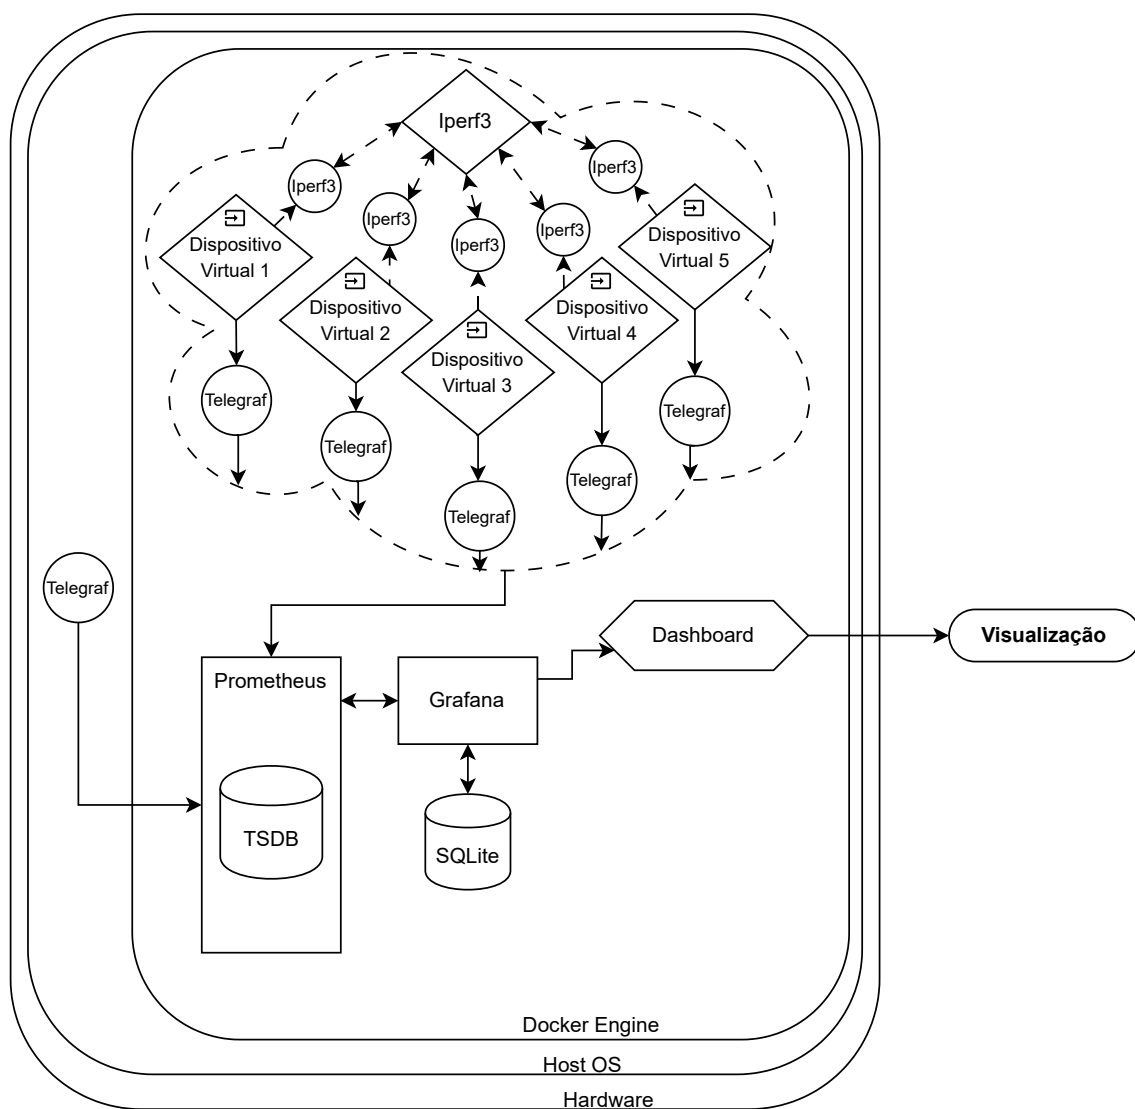 Iperf3
Iperf3
Iperf3
Iperf3
Iperf3
Iperf3
Dispositivo
Virtual 1
Dispositivo
Virtual 2
Dispositivo
Virtual 3
Dispositivo
Virtual 4
Dispositivo
Virtual 5
Telegraf
Telegraf
Telegraf
Telegraf
Telegraf
Telegraf
Prometheus
TSDB
Grafana
SQLite
Dashboard
Visualização
Docker Engine
Host OS
Hardware